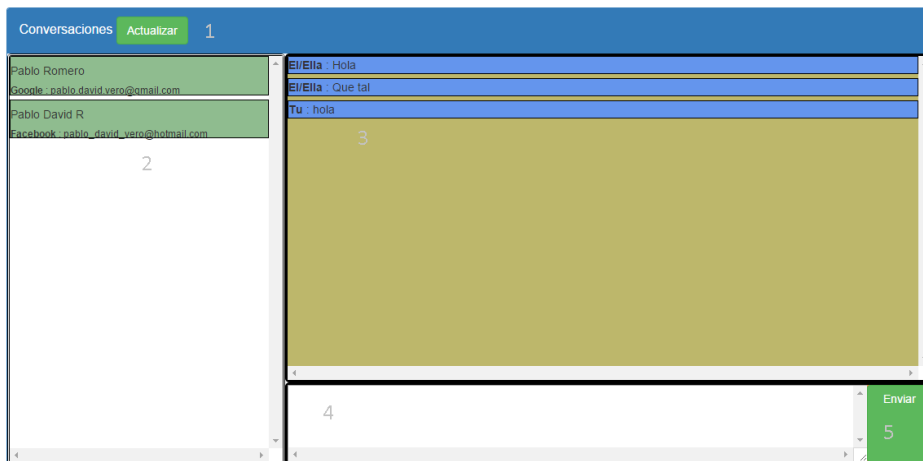 Conversaciones Actualizar 1
Pablo Romero
Google : pablo.david.vero@gmail.com
Pablo David R
Facebook : pablo_david_vero@hotmail.com
2
El/Ella : Hola
El/Ella : Que tal
Tu : hola
3
4
Enviar
5